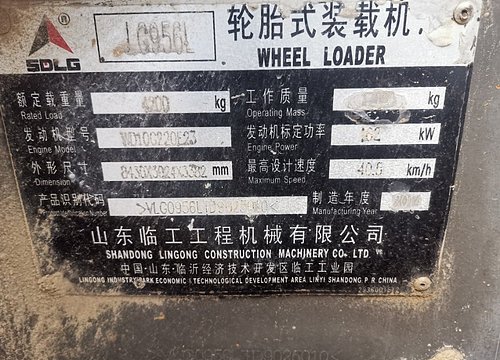 SDLG ®
LG956L
轮胎式装载机
WHEEL LOADER
额定载重量 kg
Rated Load
工作质量 kg
Operating Mass
发动机型号 WD10G220E23
Engine Model
发动机标定功率 162 kW
Engine Power
外形尺寸 mm
Dimension
最高设计速度 km/h
Maximum Speed
产品识别代码
制造年度
Manufacturing Year
山东临工工程机械有限公司
SHANDONG LINGONG CONSTRUCTION MACHINERY CO., LTD.
中国·山东·临沂经济技术开发区临工工业园
LINGONG INDUSTRY PARK ECONOMIC TECHNOLOGICAL DEVELOPMENT AREA LINYI SHANDONG P R CHINA